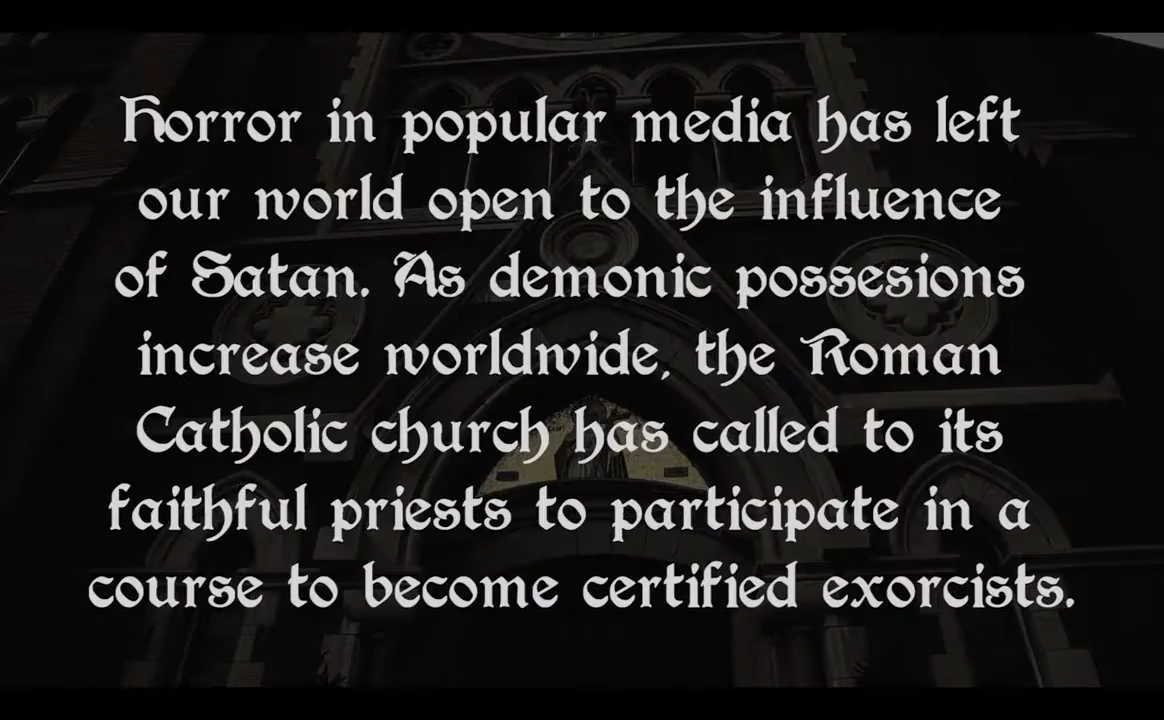 Horror in popular media has left
our world open to the influence
of Satan. As demonic possesions
increase worldwide, the Roman
Catholic church has called to its
faithful priests to participate in a
course to become certified exorcists.